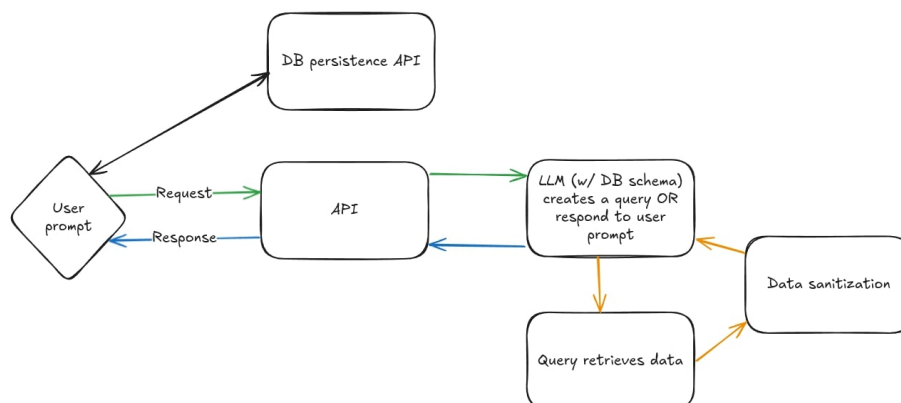 DB persistence API
User
prompt
Request
Response
API
LLM (w/ DB schema)
creates a query OR
respond to user
prompt
Data sanitization
Query retrieves data